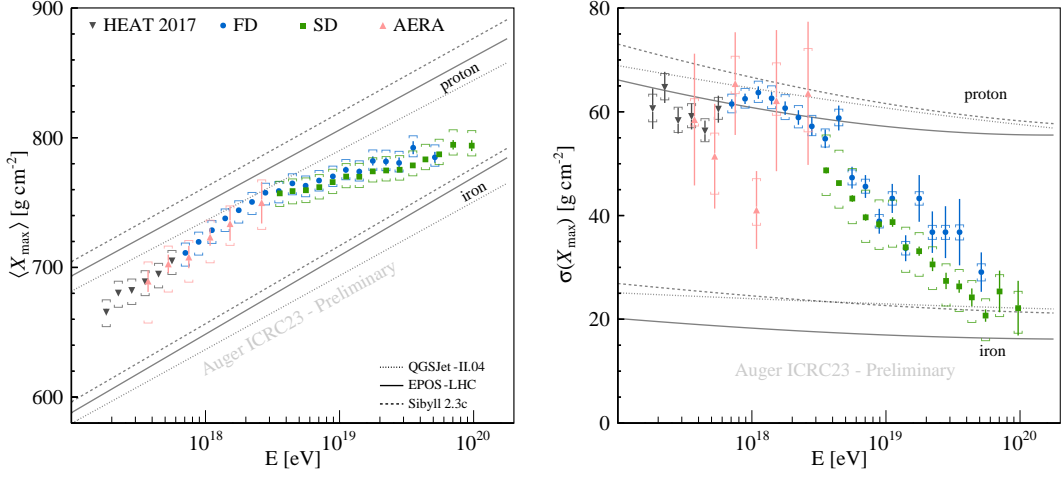 900
800
700
600
⟨X_max⟩ [g cm⁻²]
▼ HEAT 2017 ● FD ■ SD ▲ AERA
proton
iron
Auger ICRC23 - Preliminary
QGSJet-II.04
EPOS-LHC
Sibyll 2.3c
10¹⁸ 10¹⁹ 10²⁰
E [eV]
80
60
40
20
0
σ(X_max) [g cm⁻²]
proton
iron
Auger ICRC23 - Preliminary
10¹⁸ 10¹⁹ 10²⁰
E [eV]